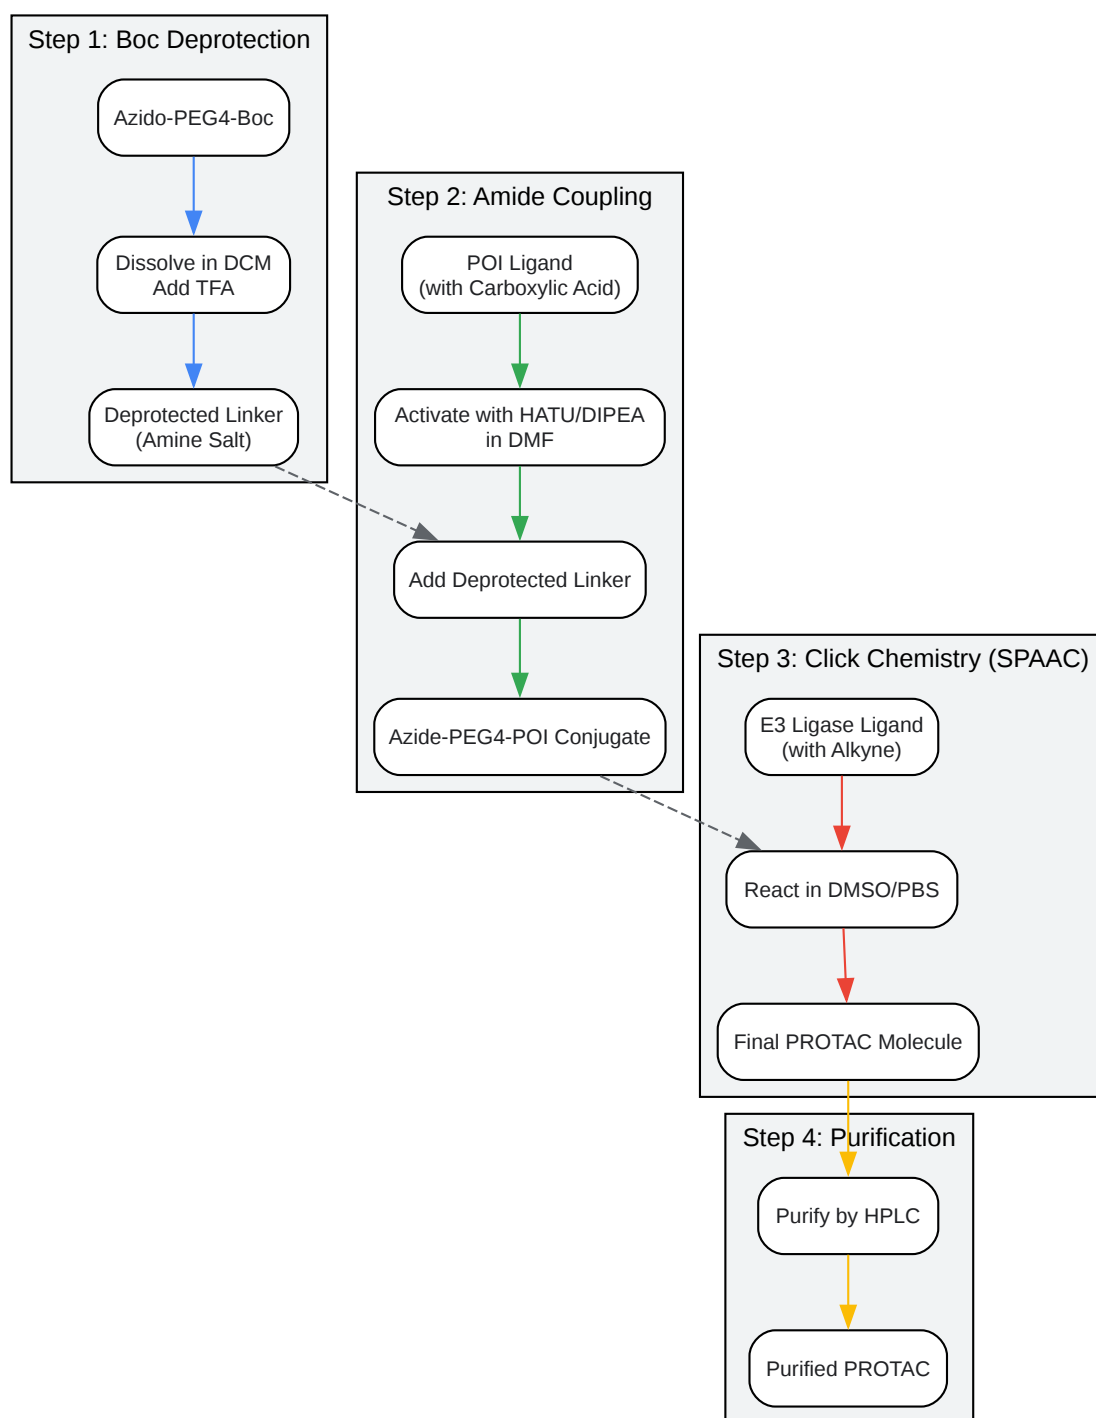 Step 1: Boc Deprotection
Azido-PEG4-Boc
Dissolve in DCM
Add TFA
Deprotected Linker
(Amine Salt)
Step 2: Amide Coupling
POI Ligand
(with Carboxylic Acid)
Activate with HATU/DIPEA
in DMF
Add Deprotected Linker
Azide-PEG4-POI Conjugate
Step 3: Click Chemistry (SPAAC)
E3 Ligase Ligand
(with Alkyne)
React in DMSO/PBS
Final PROTAC Molecule
Step 4: Purification
Purify by HPLC
Purified PROTAC